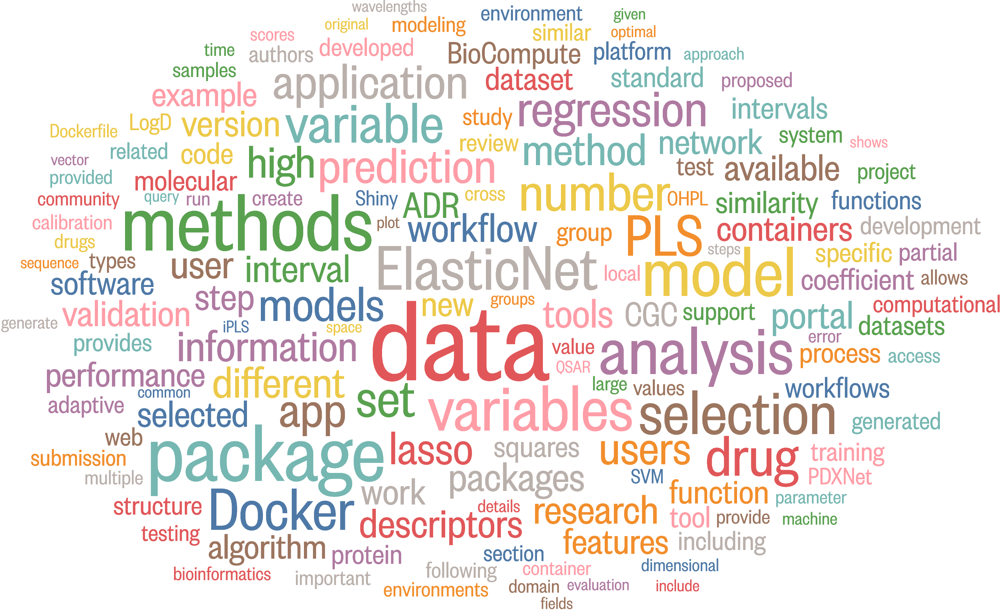 wavelengths
environment
given
original
modeling
similar
optimal
scores
time
authors
developed
BioCompute
platform
approach
samples
application
dataset
standard
proposed
example
regression
intervals
Dockerfile
LogD
version
variable
study
review
method
network
system
shows
related
code
high
prediction
test
available
project
vector
provided
molecular
community
query
run
create
Shiny
ADR
cross
number
OHPL
similarity
functions
calibration
methods
plot
workflow
group
PLS
containers
development
drugs
sequence
types
user
interval
ElasticNet
local
steps
model
specific
partial
software
coefficient
allows
step
models
new
groups
tools
CGC
support
portal
computational
generate
validation
iPLS
space
datasets
provides
information
data
value
QSAR
analysis
error
process
access
performance
different
large
values
workflows
common
adaptive
selected
app
set
variables
selection
generated
web
submission
multiple
package
lasso
squares
users
drug
training
packages
SVM
PDXNet
structure
Docker
work
details
research
function
parameter
testing
descriptors
tool
provide
machine
algorithm
protein
section
features
including
bioinformatics
important
following
container
dimensional
environments
domain
evaluation
include
fields